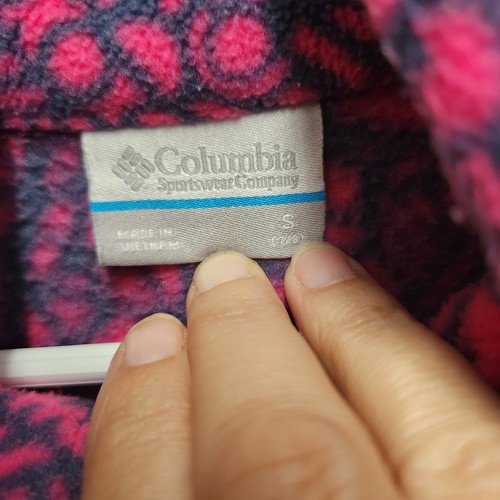 Columbia
Sportswear Company
MADE IN
VIETNAM
S